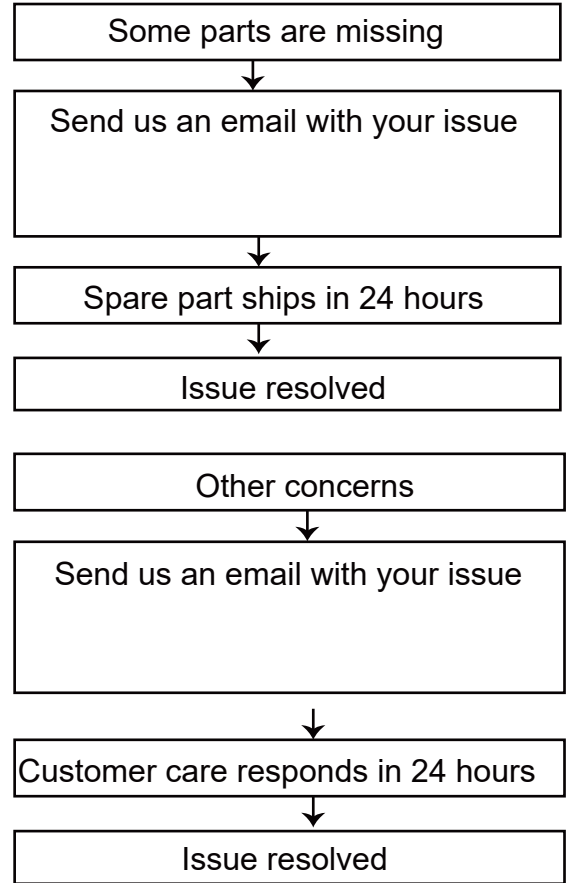 Some parts are missing
Send us an email with your issue
Spare part ships in 24 hours
Issue resolved
Other concerns
Send us an email with your issue
Customer care responds in 24 hours
Issue resolved